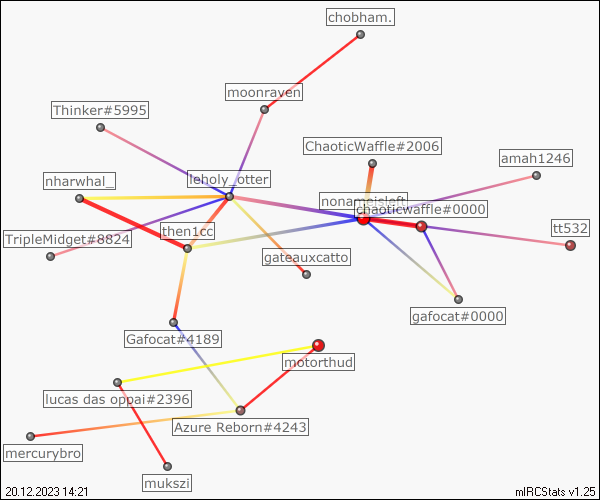 chobham.
moonraven
Thinker#5995
ChaoticWaffle#2006
amah1246
nharwhal_
leholy_otter
nonameisleft
chaoticwaffle#0000
then1cc
TripleMidget#8824
tt532
gateauxcatto
gafocat#0000
Gafocat#4189
motorthud
lucas das oppai#2396
Azure Reborn#4243
mercurybro
mukszi
20.12.2023 14:21
mIRCStats v1.25